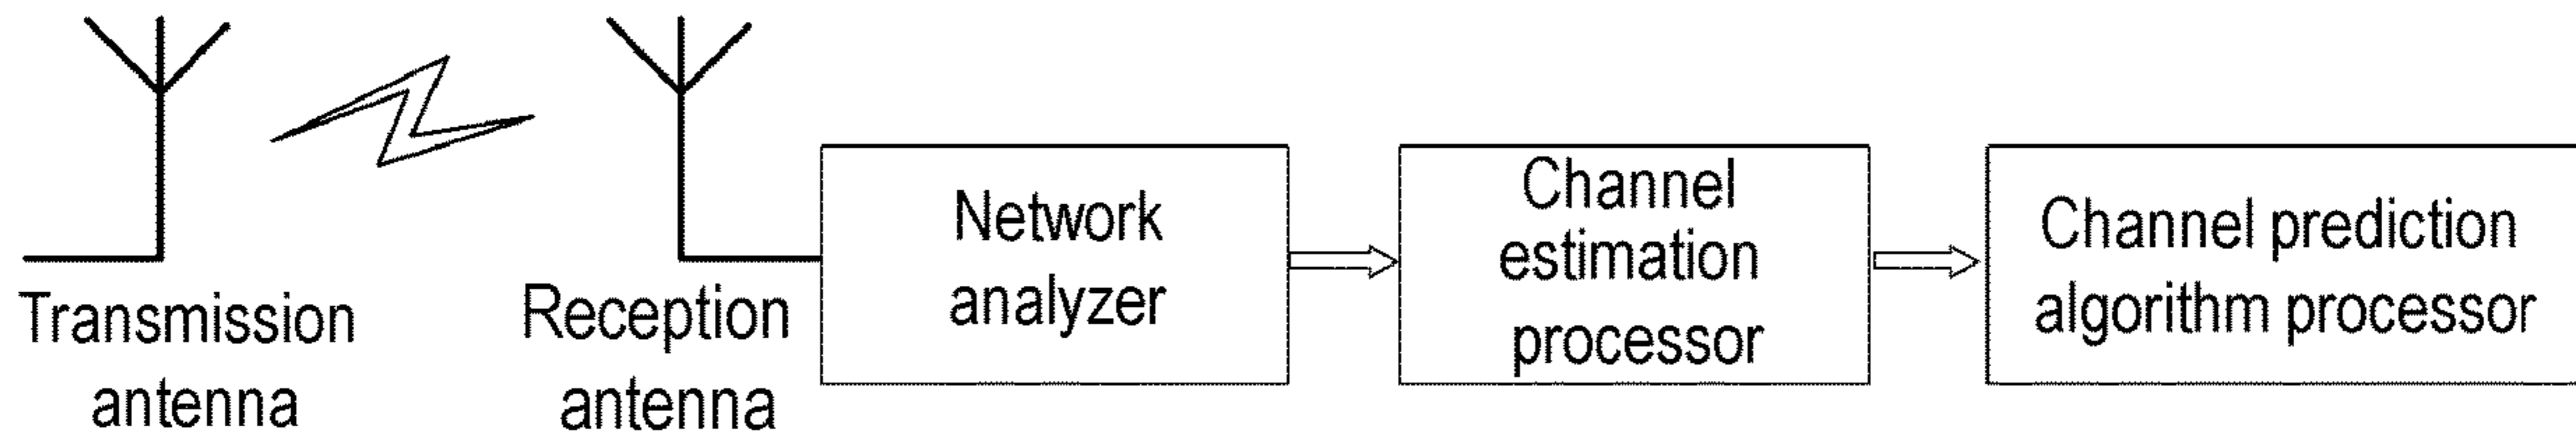 Transmission
antenna
Reception
antenna
Network
analyzer
Channel
estimation
processor
Channel prediction
algorithm processor